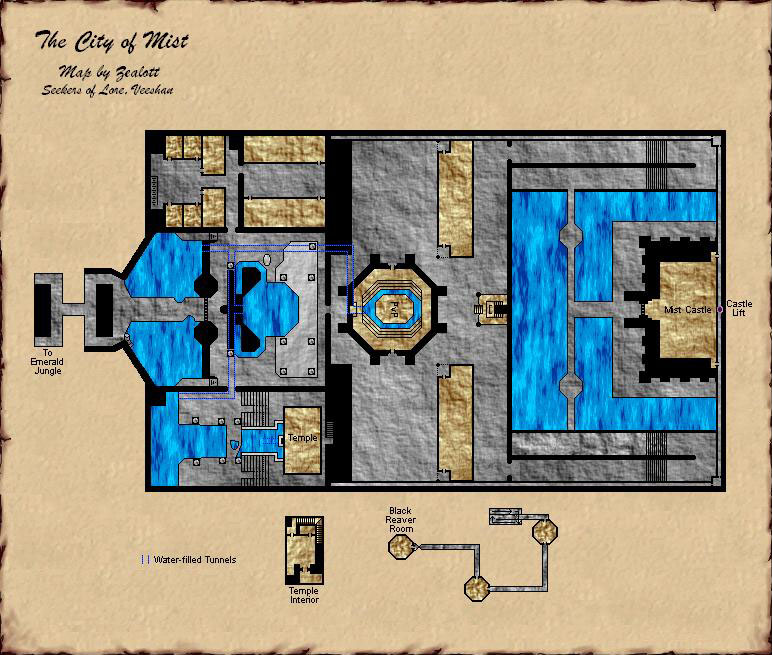 The City of Mist
Map by Zealott
Seekers of Lore, Veeshan
To
Emerald
Jungle
PvP
Mist Castle
Castle
Lift
Temple
Black
Reaver
Room
Water-filled Tunnels
Temple
Interior